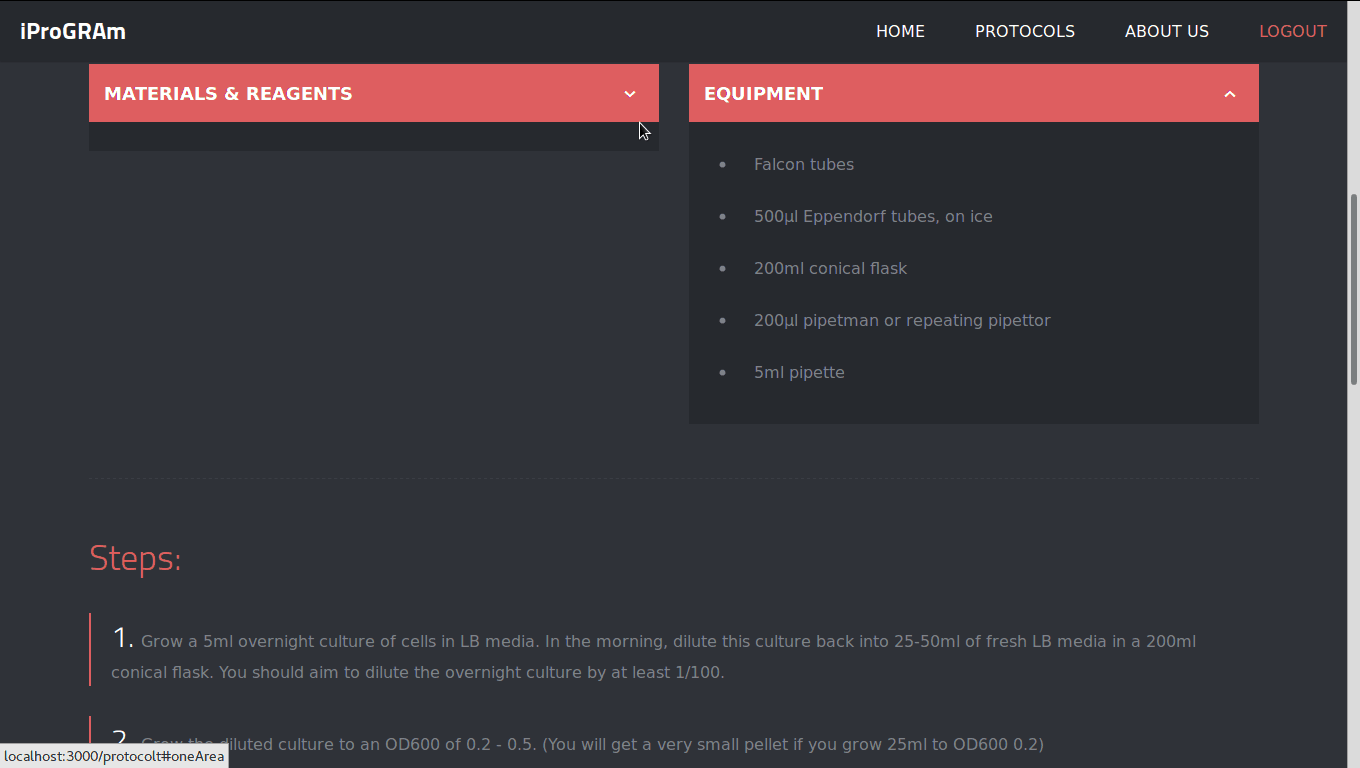 iProGRAm
HOME PROTOCOLS ABOUT US LOGOUT
MATERIALS & REAGENTS
EQUIPMENT
Falcon tubes
500µl Eppendorf tubes, on ice
200ml conical flask
200µl pipetman or repeating pipettor
5ml pipette
Steps:
1. Grow a 5ml overnight culture of cells in LB media. In the morning, dilute this culture back into 25-50ml of fresh LB media in a 200ml
conical flask. You should aim to dilute the overnight culture by at least 1/100.
2. Grow the diluted culture to an OD600 of 0.2 - 0.5. (You will get a very small pellet if you grow 25ml to OD600 0.2)
localhost:3000/protocolt#oneArea